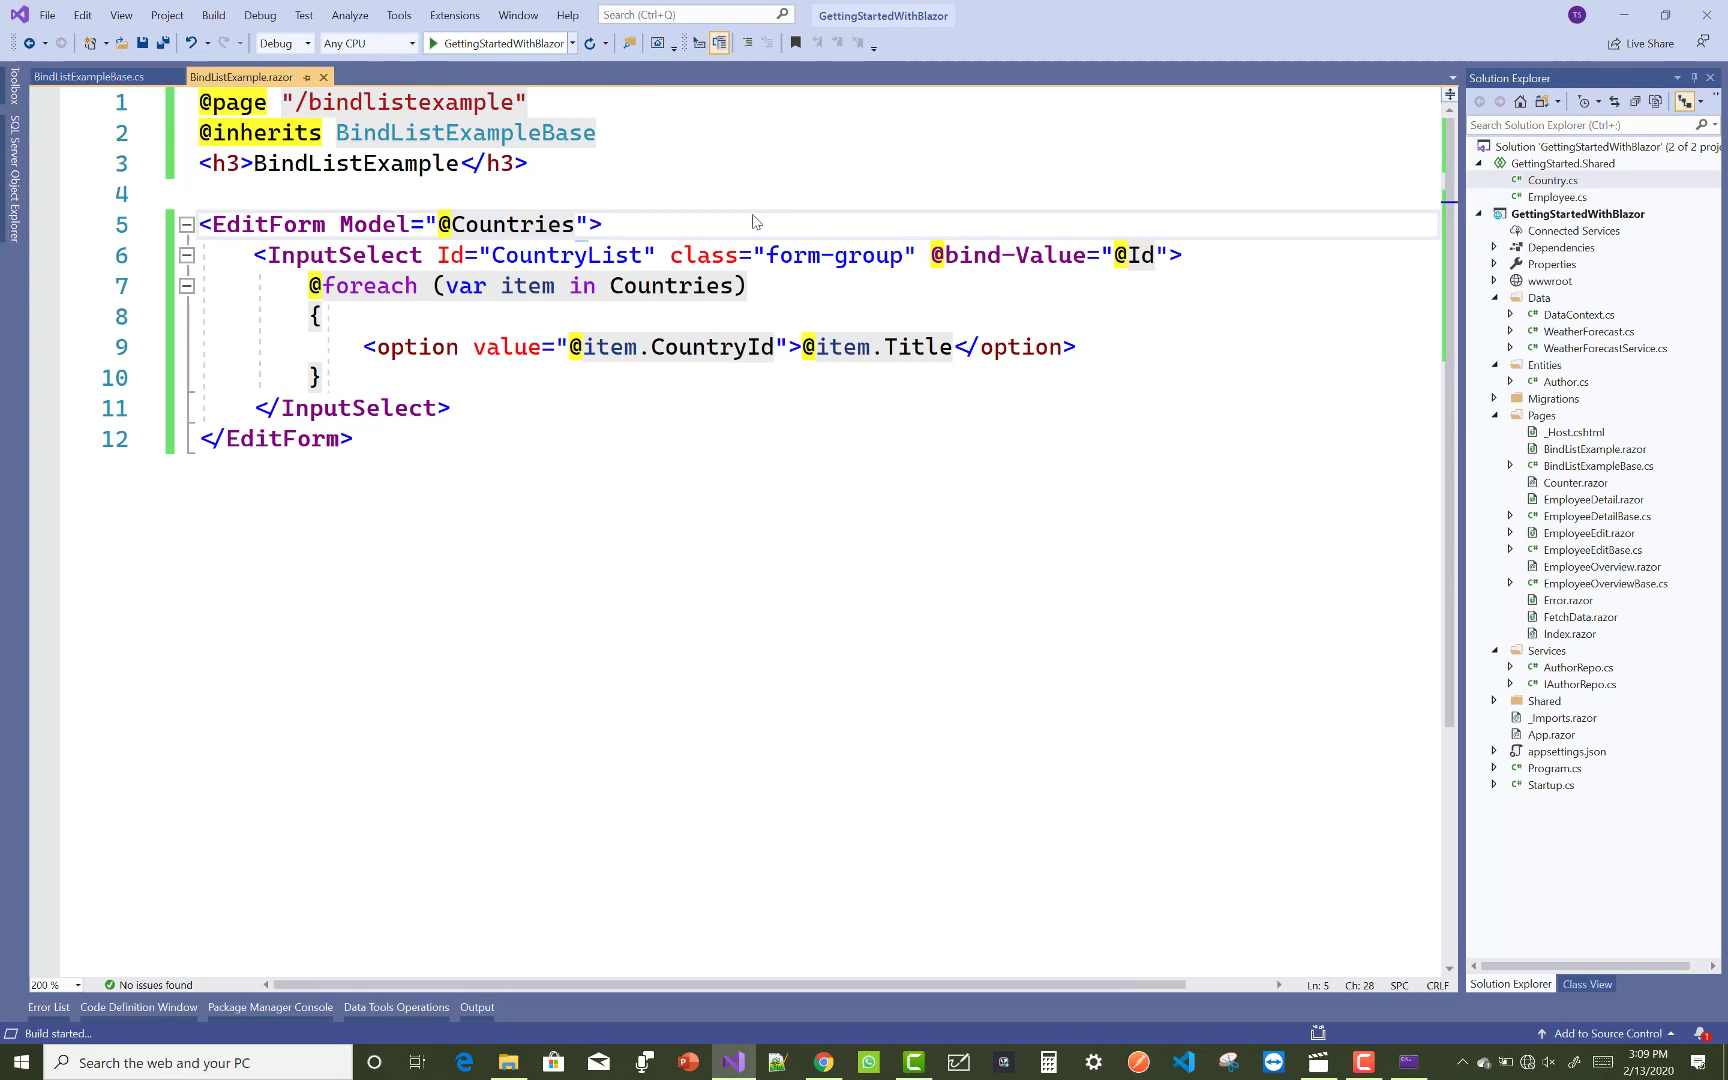 File Edit View Project Build Debug Test Analyze Tools Extensions Window Help Search (Ctrl+Q) GettingStartedWithBlazor TS
Debug Any CPU GettingStartedWithBlazor Live Share
Toolbox
SQL Server Object Explorer
BindListExampleBase.cs BindListExample.razor
1 @page "/bindlistexample"
2 @inherits BindListExampleBase
3 <h3>BindListExample</h3>
4
5 <EditForm Model="@Countries">
6 <InputSelect Id="CountryList" class="form-group" @bind-Value="@Id">
7 @foreach (var item in Countries)
8 {
9 <option value="@item.CountryId">@item.Title</option>
10 }
11 </InputSelect>
12 </EditForm>
200 % No issues found Ln: 5 Ch: 28 SPC CRLF
Error List Code Definition Window Package Manager Console Data Tools Operations Output
Build started...
Solution Explorer
Search Solution Explorer (Ctrl+;)
Solution 'GettingStartedWithBlazor' (2 of 2 proj
GettingStarted.Shared
C# Country.cs
C# Employee.cs
GettingStartedWithBlazor
Connected Services
Dependencies
Properties
wwwroot
Data
C# DataContext.cs
C# WeatherForecast.cs
C# WeatherForecastService.cs
Entities
C# Author.cs
Migrations
Pages
_Host.cshtml
BindListExample.razor
C# BindListExampleBase.cs
Counter.razor
EmployeeDetail.razor
C# EmployeeDetailBase.cs
EmployeeEdit.razor
C# EmployeeEditBase.cs
EmployeeOverview.razor
C# EmployeeOverviewBase.cs
Error.razor
FetchData.razor
Index.razor
Services
C# AuthorRepo.cs
C# IAuthorRepo.cs
Shared
_Imports.razor
App.razor
appsettings.json
C# Program.cs
C# Startup.cs
Solution Explorer Class View
Add to Source Control 1
Search the web and your PC
3:09 PM
2/13/2020